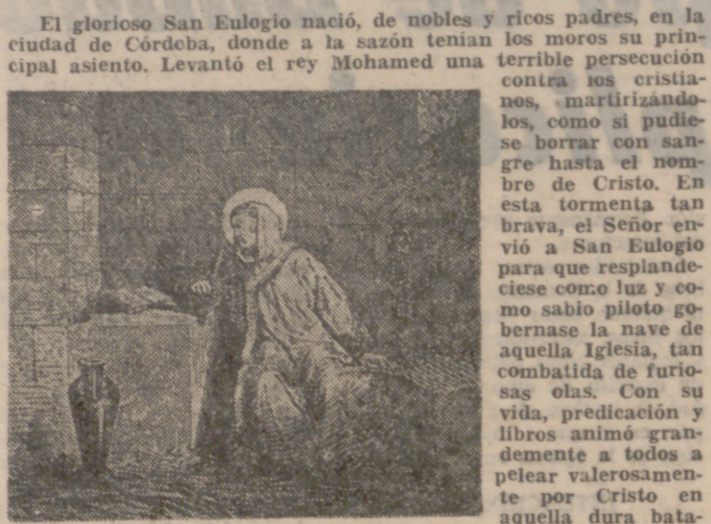 El glorioso San Eulogio nació, de nobles y ricos padres, en la
ciudad de Córdoba, donde a la sazón tenían los moros su prin-
cipal asiento. Levantó el rey Mohamed una terrible persecución
contra los cristia-
nos, martirizándo-
los, como si pudie-
se borrar con san-
gre hasta el nom-
bre de Cristo. En
esta tormenta tan
brava, el Señor en-
vió a San Eulogio
para que resplande-
ciese como luz y co-
mo sabio piloto go-
bernase la nave de
aquella Iglesia, tan
combatida de furio-
sas olas. Con su
vida, predicación y
libros animó gran-
demente a todos a
pelear valerosamen-
te por Cristo en
aquella dura bata-